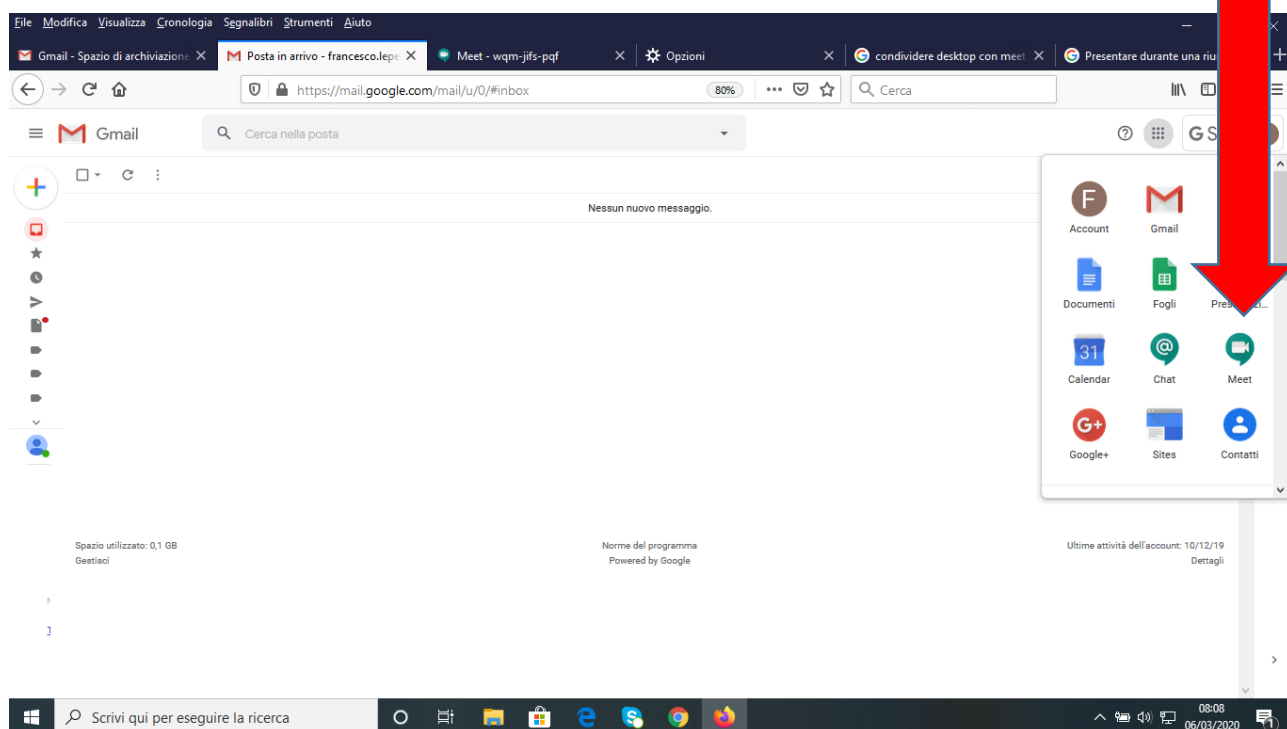 File Modifica Visualizza Cronologia Segnalibri Strumenti Aiuto
Gmail - Spazio di archiviazione
Posta in arrivo - francesco.lepe
Meet - wqm-jifs-pqf
Opzioni
condividere desktop con meet
Presentare durante una riu
https://mail.google.com/mail/u/0/#inbox
80%
Cerca
Gmail
Cerca nella posta
G S
Nessun nuovo messaggio.
F
Account
Gmail
Documenti
Fogli
31
Calendar
Chat
Meet
G+
Google+
Sites
Contatti
Spazio utilizzato: 0,1 GB
Gestisci
Norme del programma
Powered by Google
Ultime attività dell'account: 10/12/19
Dettagli
Scrivi qui per eseguire la ricerca
08:08
06/03/2020